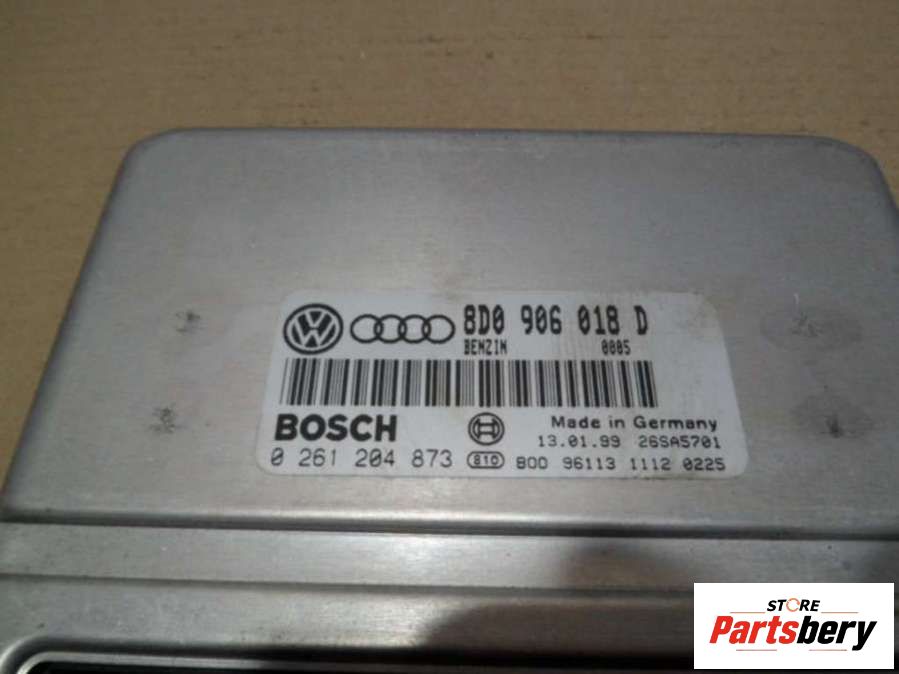 8D0 906 018 D
BENZIN 0005
BOSCH
Made in Germany
13.01.99 26SA5701
0 261 204 873 810 B00 96113 1112 0225
STORE
Partsbery